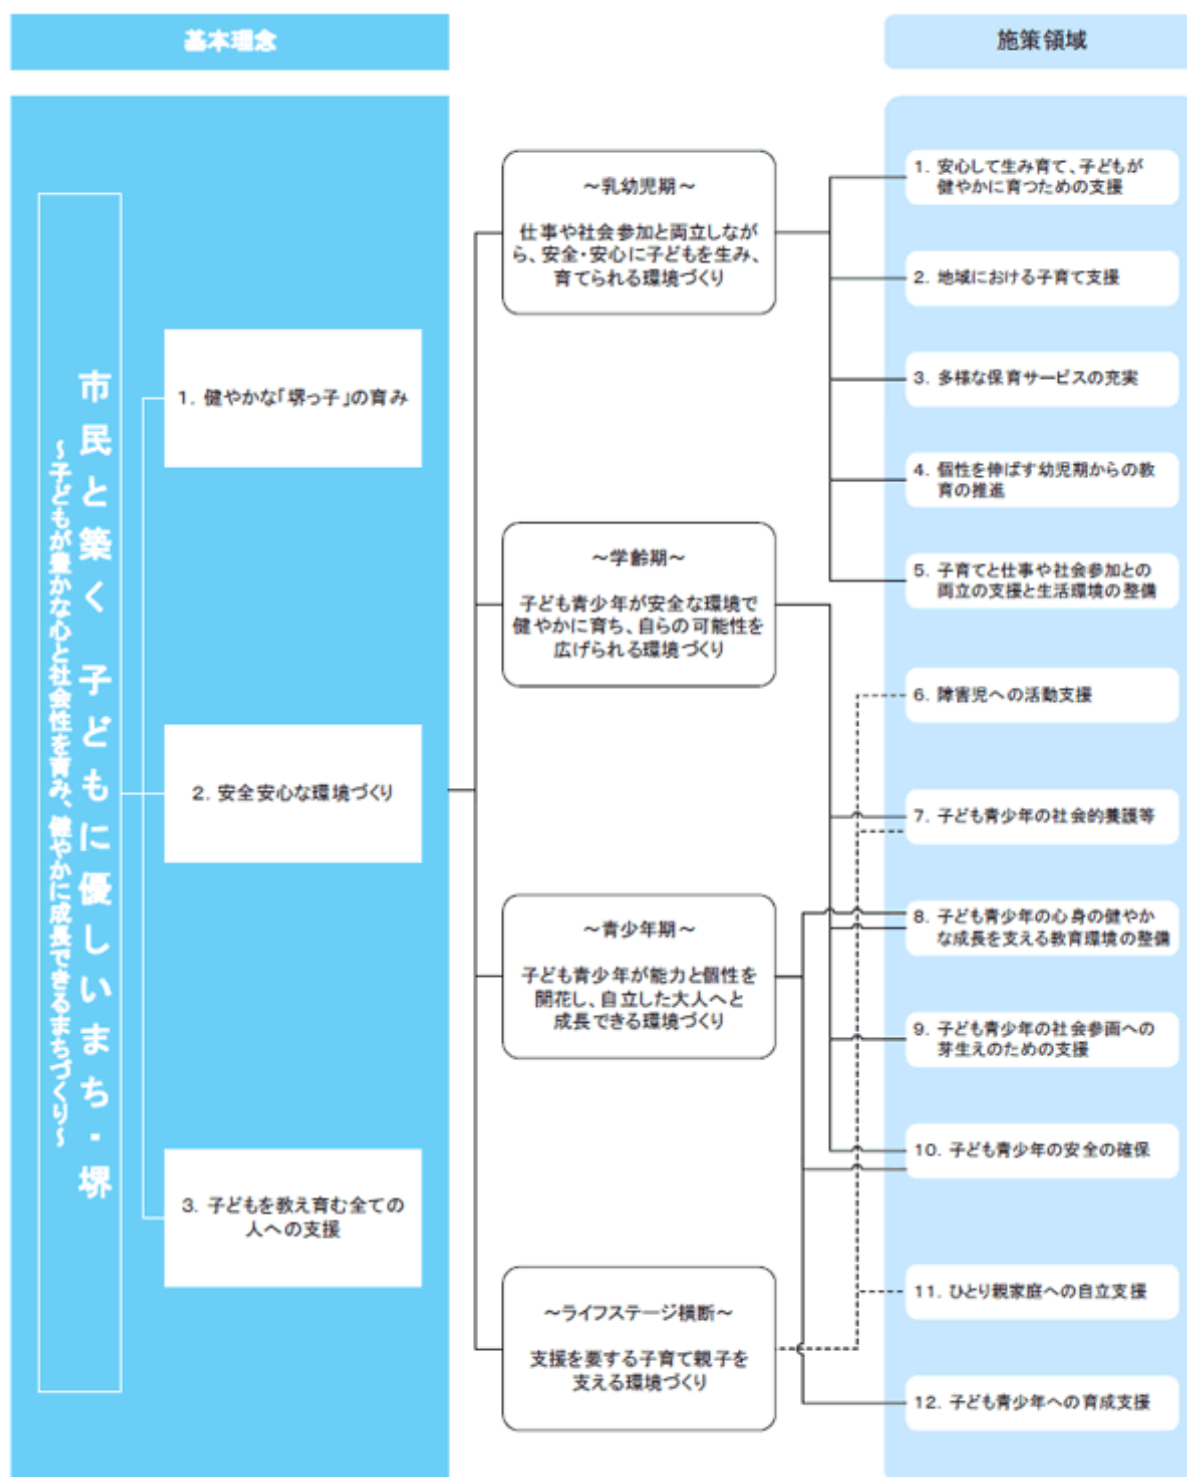 基本理念
施策領域
市民と築く 子どもに優しいまち・堺
~子どもが豊かな心と社会性を育み、健やかに成長できるまちづくり~
1. 健やかな「堺っ子」の育み
2. 安全安心な環境づくり
3. 子どもを教え育む全ての
人への支援
~乳幼児期~
仕事や社会参加と両立しなが
ら、安全・安心に子どもを生み、
育てられる環境づくり
~学齢期~
子ども青少年が安全な環境で
健やかに育ち、自らの可能性を
広げられる環境づくり
~青少年期~
子ども青少年が能力と個性を
開花し、自立した大人へと
成長できる環境づくり
~ライフステージ横断~
支援を要する子育て親子を
支える環境づくり
1. 安心して生み育て、子どもが
健やかに育つための支援
2. 地域における子育て支援
3. 多様な保育サービスの充実
4. 個性を伸ばす幼児期からの教
育の推進
5. 子育てと仕事や社会参加との
両立の支援と生活環境の整備
6. 障害児への活動支援
7. 子ども青少年の社会的養護等
8. 子ども青少年の心身の健やか
な成長を支える教育環境の整備
9. 子ども青少年の社会参画への
芽生えのための支援
10. 子ども青少年の安全の確保
11. ひとり親家庭への自立支援
12. 子ども青少年への育成支援